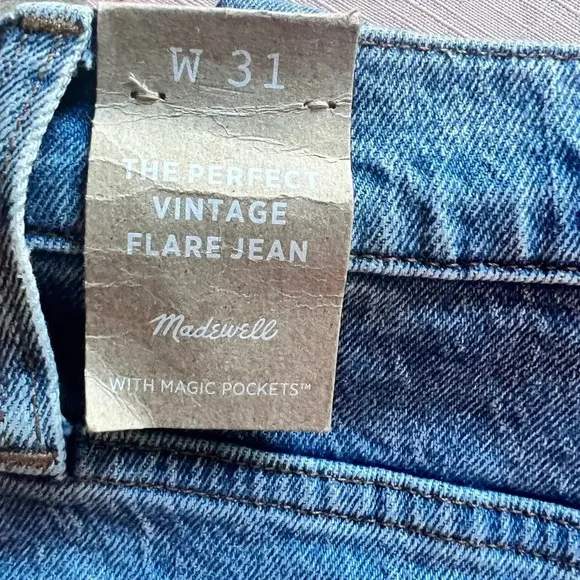 W 31
THE PERFECT
VINTAGE
FLARE JEAN
Madewell
WITH MAGIC POCKETS™